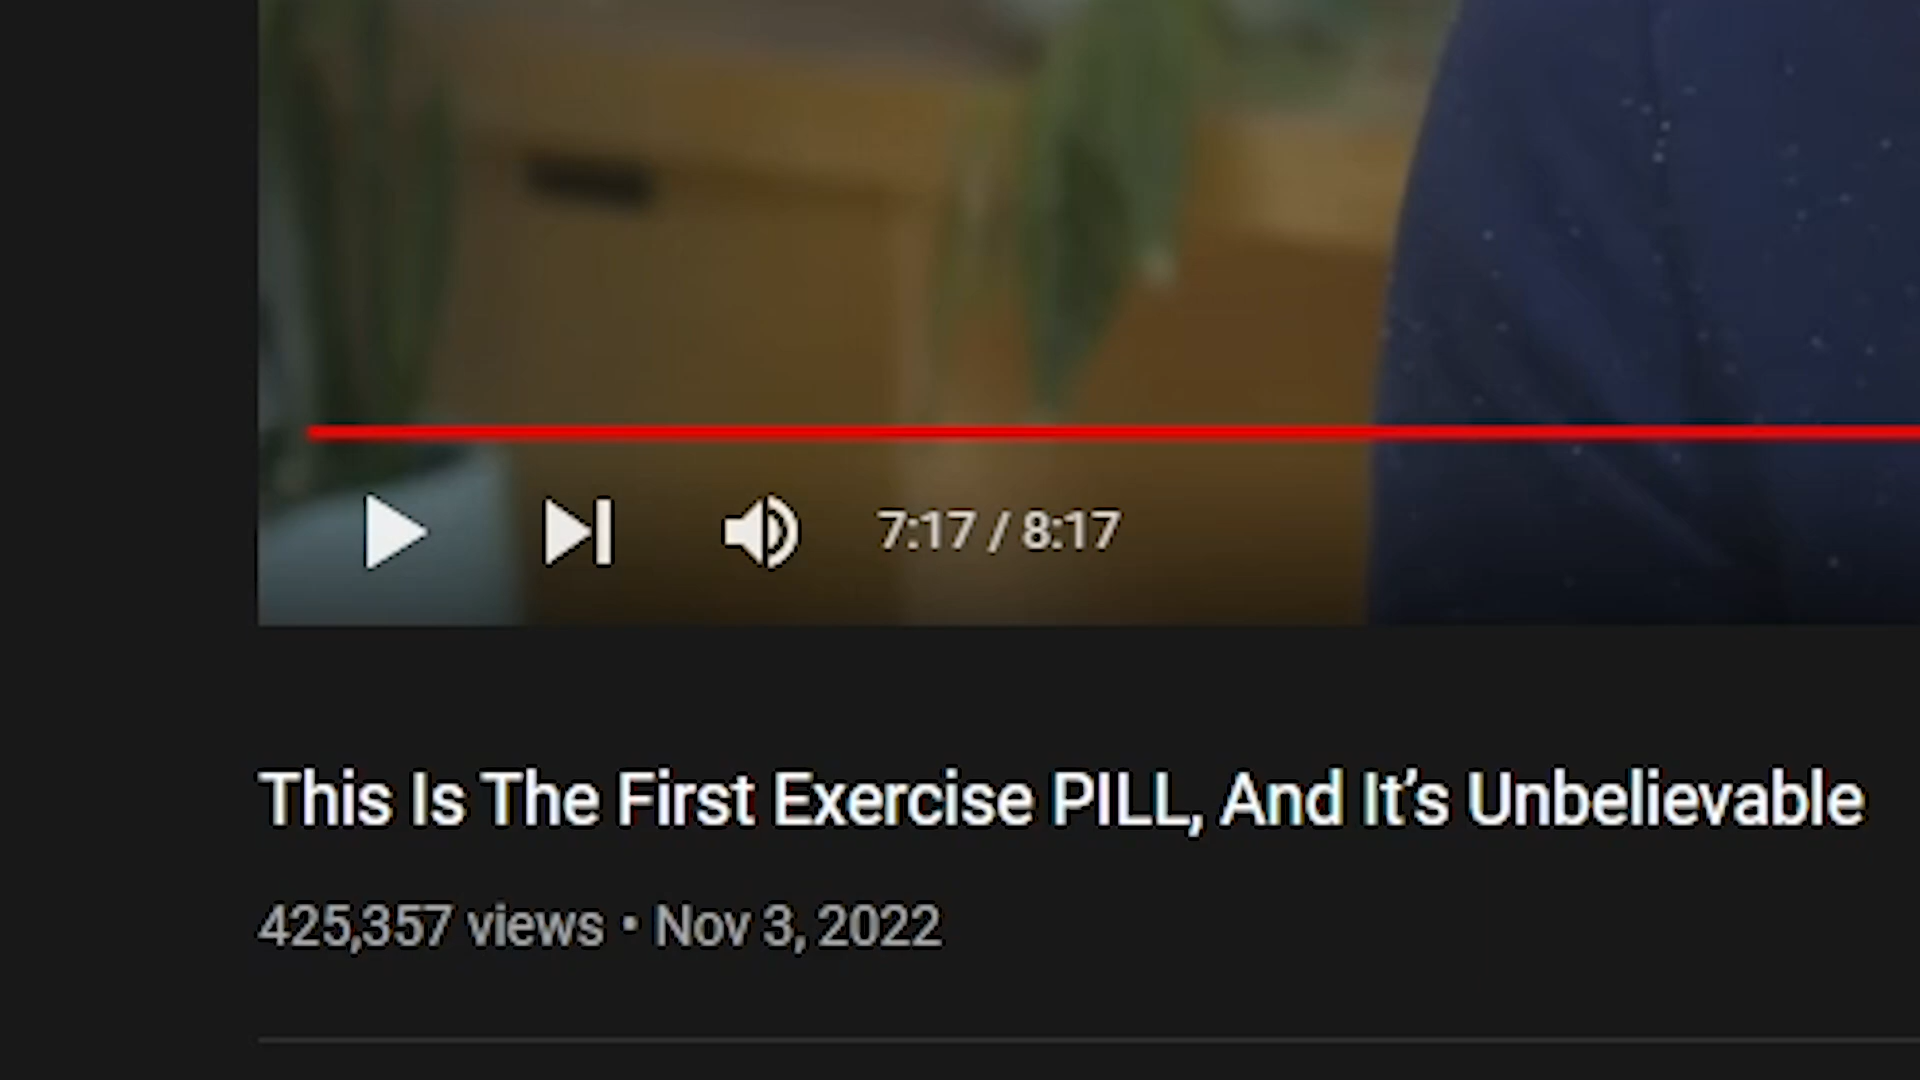 7:17 / 8:17
This Is The First Exercise PILL, And It’s Unbelievable
425,357 views • Nov 3, 2022